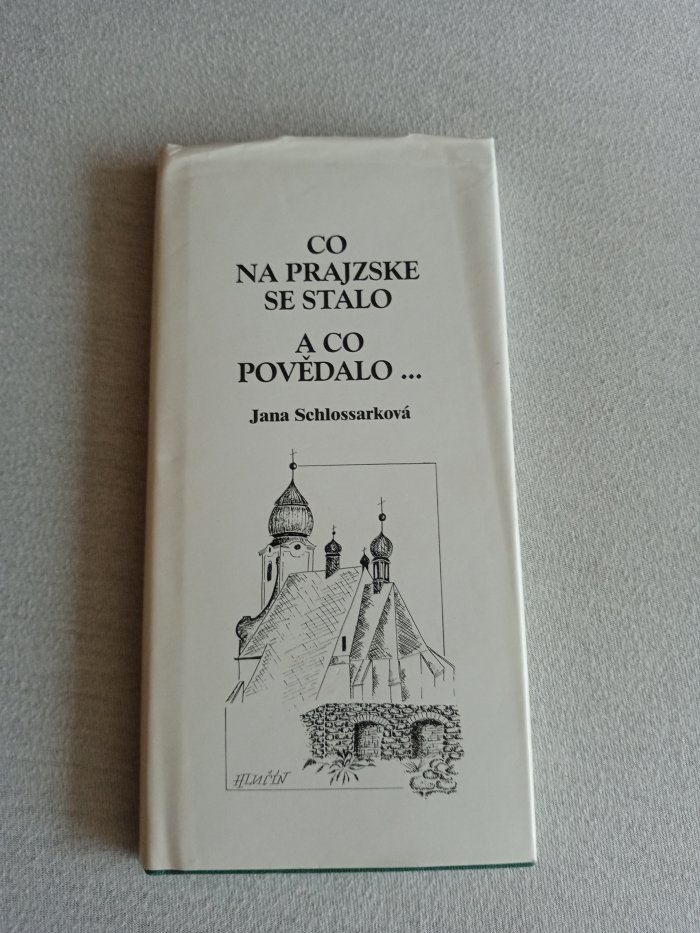 CO
NA PRAJZSKE
SE STALO
A CO
POVĚDALO ...
Jana Schlossarková
HLUČÍN